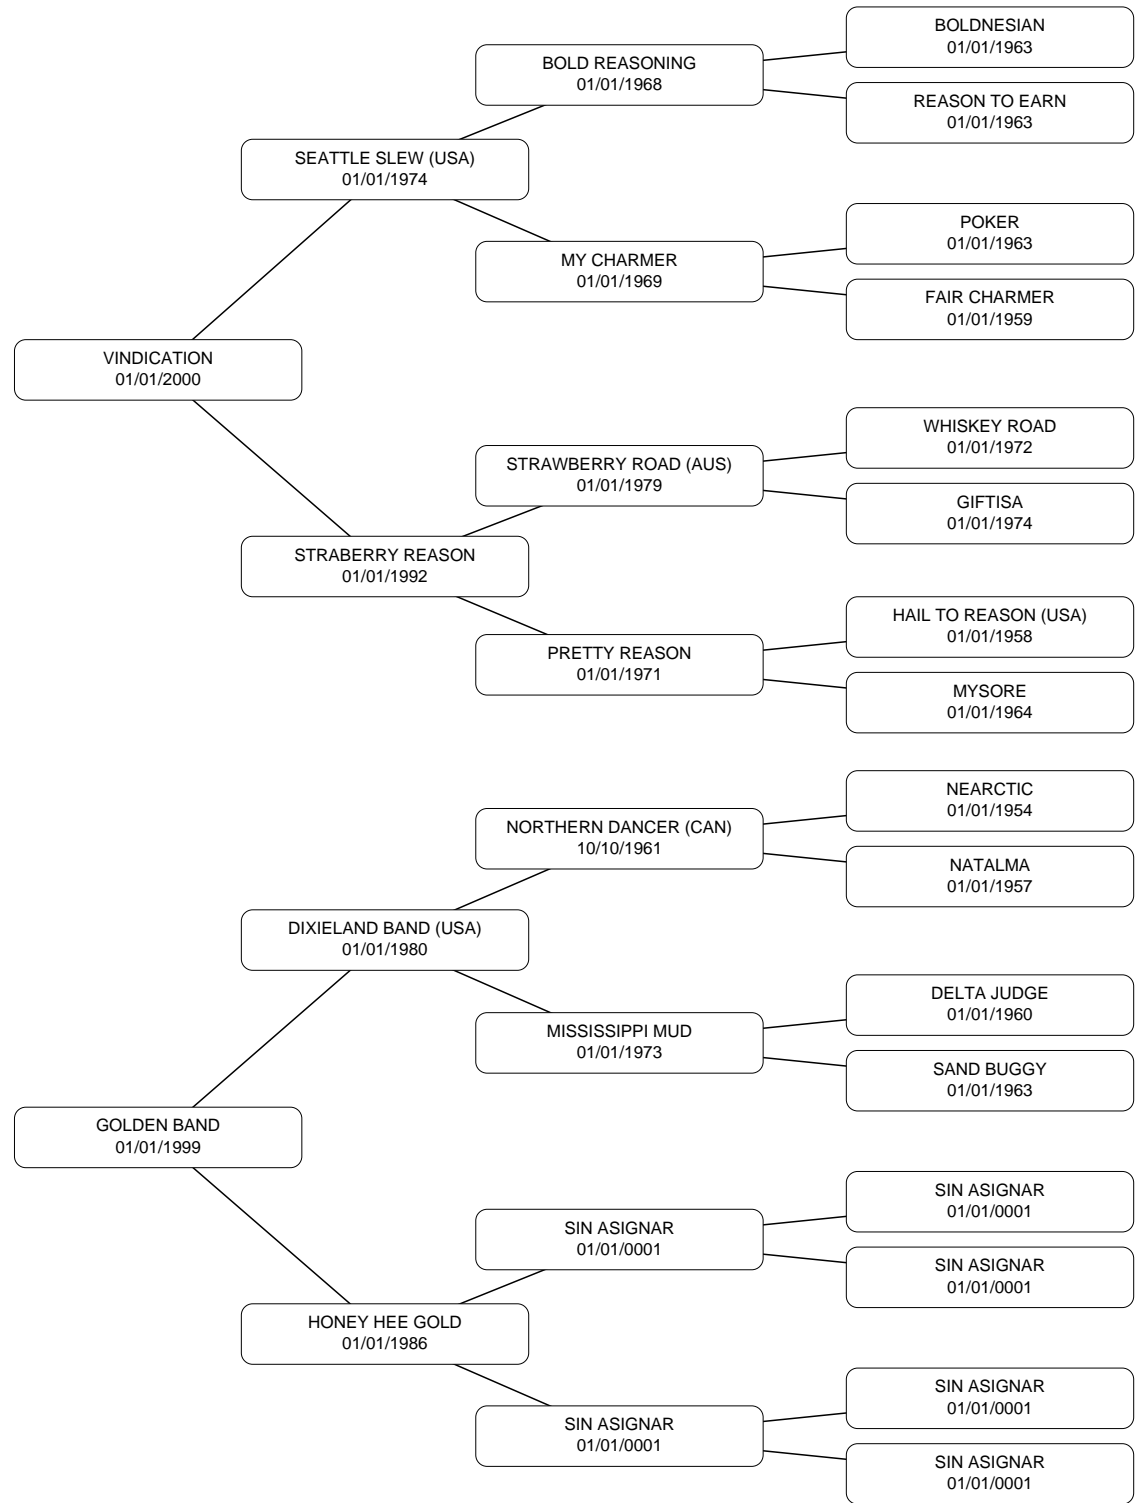 BOLDNESIAN
01/01/1963
BOLD REASONING
01/01/1968
REASON TO EARN
01/01/1963
SEATTLE SLEW (USA)
01/01/1974
POKER
01/01/1963
MY CHARMER
01/01/1969
FAIR CHARMER
01/01/1959
VINDICATION
01/01/2000
WHISKEY ROAD
01/01/1972
STRAWBERRY ROAD (AUS)
01/01/1979
GIFTISA
01/01/1974
STRABERRY REASON
01/01/1992
HAIL TO REASON (USA)
01/01/1958
PRETTY REASON
01/01/1971
MYSORE
01/01/1964
NEARCTIC
01/01/1954
NORTHERN DANCER (CAN)
10/10/1961
NATALMA
01/01/1957
DIXIELAND BAND (USA)
01/01/1980
DELTA JUDGE
01/01/1960
MISSISSIPPI MUD
01/01/1973
SAND BUGGY
01/01/1963
GOLDEN BAND
01/01/1999
SIN ASIGNAR
01/01/0001
SIN ASIGNAR
01/01/0001
SIN ASIGNAR
01/01/0001
HONEY HEE GOLD
01/01/1986
SIN ASIGNAR
01/01/0001
SIN ASIGNAR
01/01/0001
SIN ASIGNAR
01/01/0001